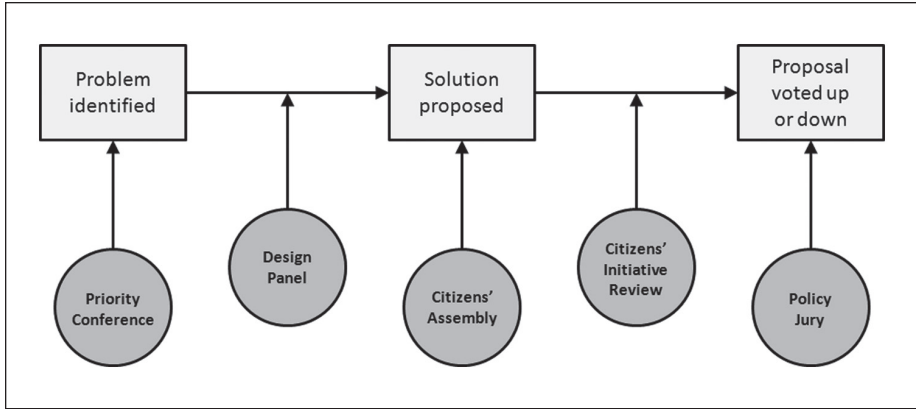 Problem
identified
Solution
proposed
Proposal
voted up
or down
Priority
Conference
Design
Panel
Citizens’
Assembly
Citizens’
Initiative
Review
Policy
Jury